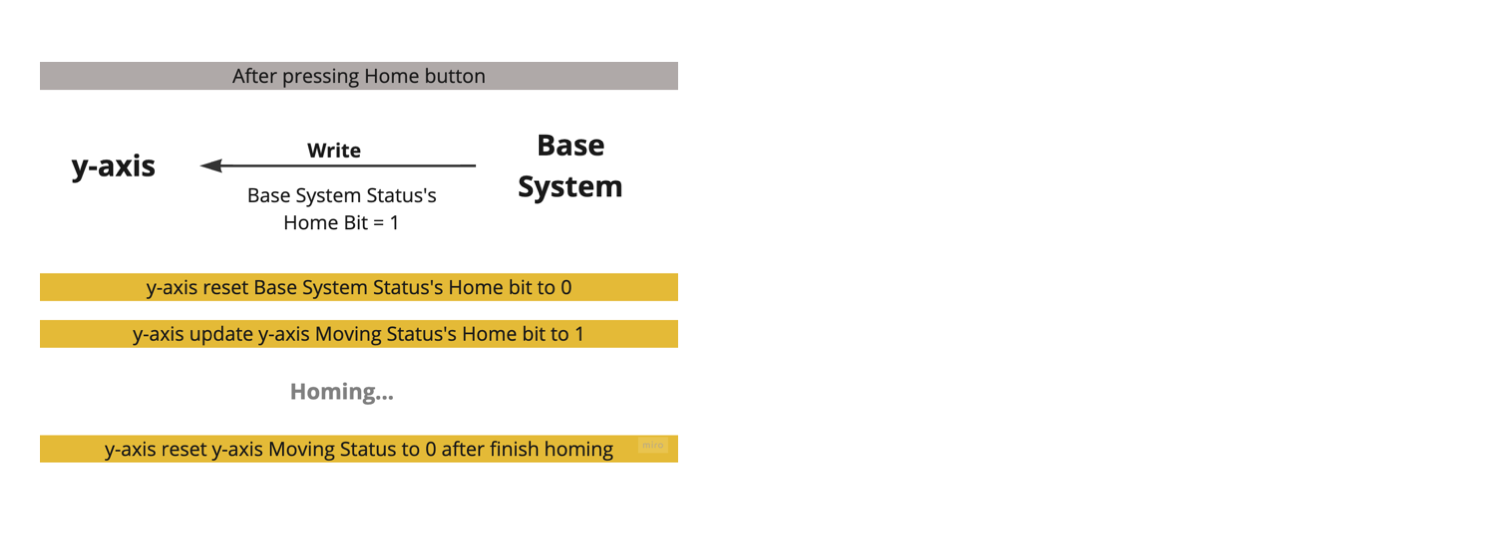 After pressing Home button
y-axis
Write
Base
System
Base System Status's
Home Bit = 1
y-axis reset Base System Status's Home bit to 0
y-axis update y-axis Moving Status's Home bit to 1
Homing...
y-axis reset y-axis Moving Status to 0 after finish homing
miro